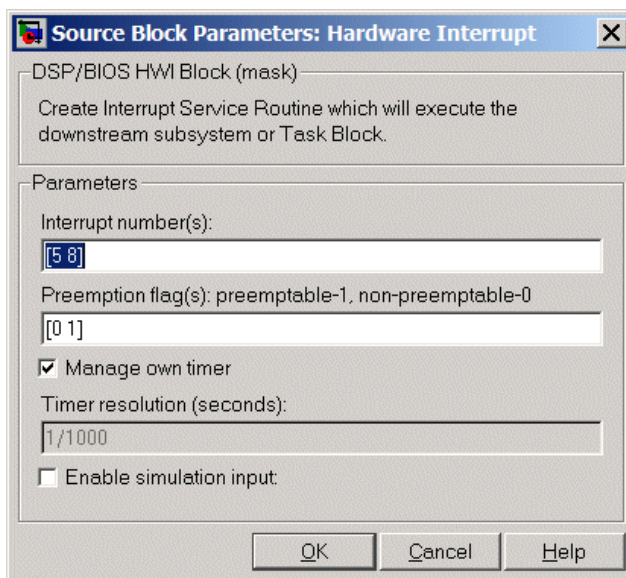 Source Block Parameters: Hardware Interrupt
DSP/BIOS HWI Block (mask)
Create Interrupt Service Routine which will execute the
downstream subsystem or Task Block.
Parameters
Interrupt number(s):
[5 8]
Preemption flag(s): preemptable-1, non-preemptable-0
[0 1]
Manage own timer
Timer resolution (seconds):
1/1000
Enable simulation input:
OK
Cancel
Help